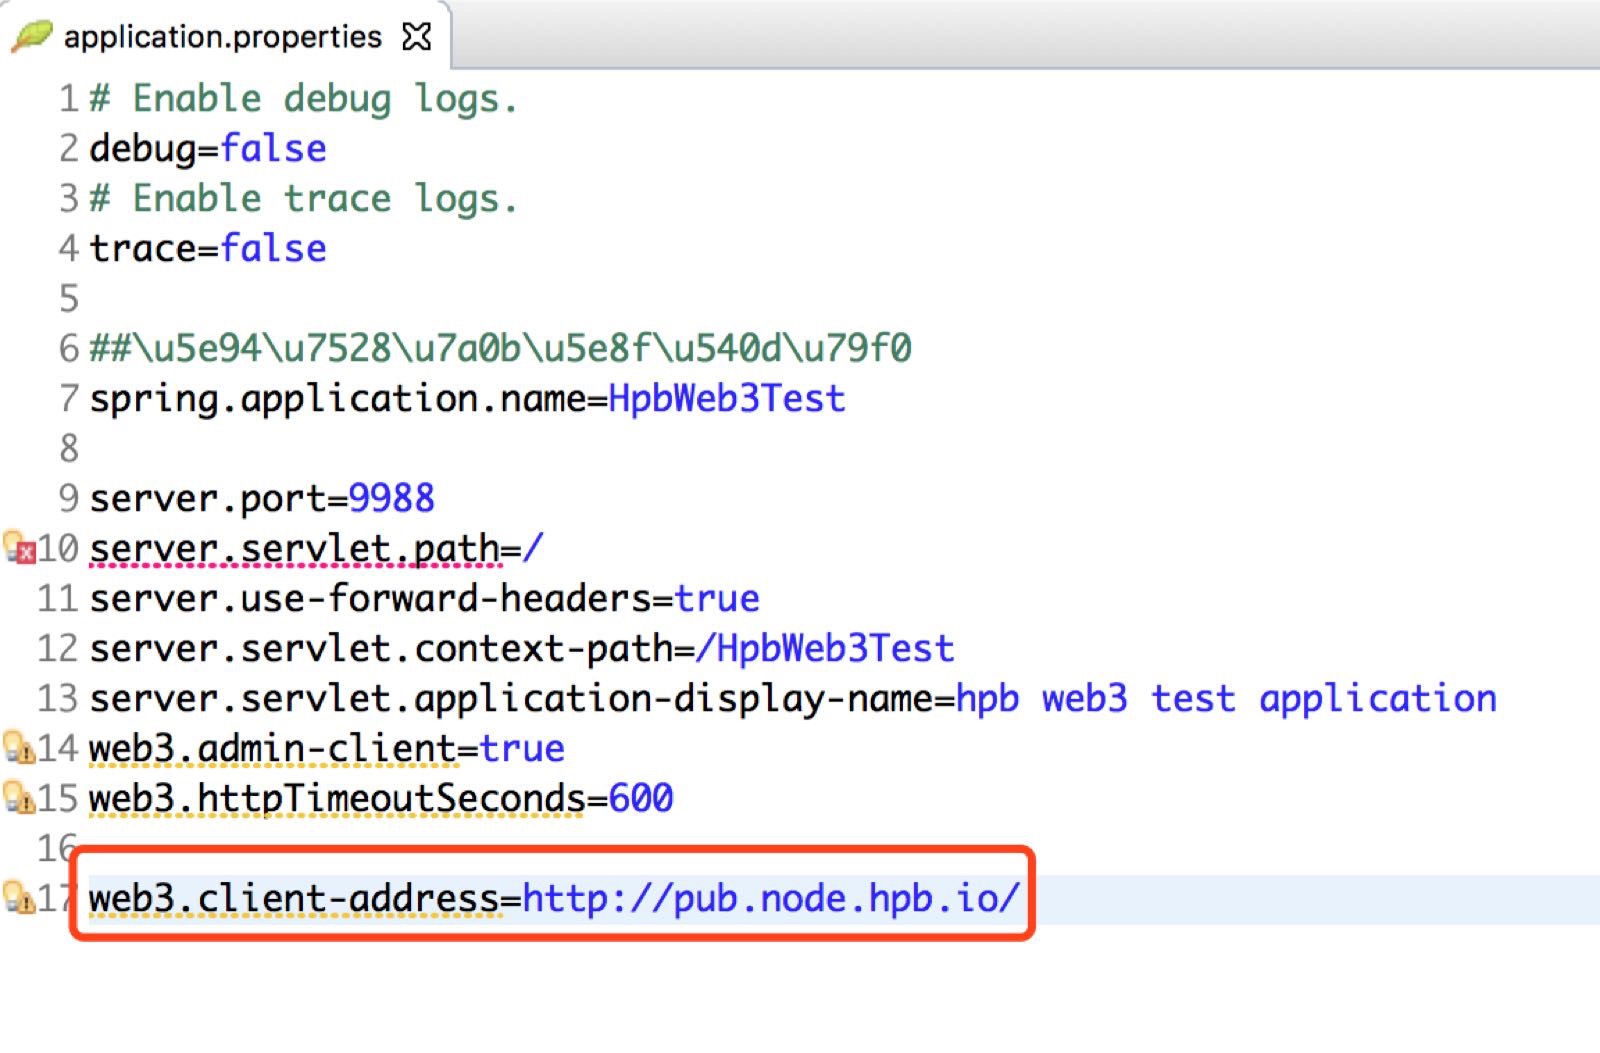 application.properties
1 # Enable debug logs.
2 debug=false
3 # Enable trace logs.
4 trace=false
5
6 ##\u5e94\u7528\u7a0b\u5e8f\u540d\u79f0
7 spring.application.name=HpbWeb3Test
8
9 server.port=9988
10 server.servlet.path=/
11 server.use-forward-headers=true
12 server.servlet.context-path=/HpbWeb3Test
13 server.servlet.application-display-name=hpb web3 test application
14 web3.admin-client=true
15 web3.httpTimeoutSeconds=600
16
17 web3.client-address=http://pub.node.hpb.io/